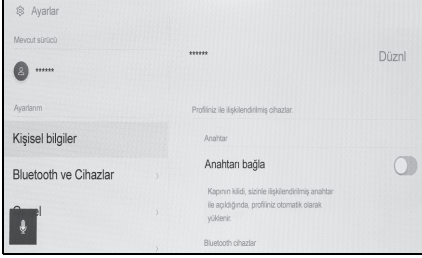 Ayarlar
Mevcut sürücü
******
Ayarlarım
Kişisel bilgiler
Bluetooth ve Cihazlar
******
Düznl
Profiliniz ile ilişkilendirilmiş cihazlar.
Anahtar
Anahtarı bağla
Kapının kilidi, sizinle ilişkilendirilmiş anahtar
ile açıldığında, profiliniz otomatik olarak
yüklenir.
Bluetooth cihazlar